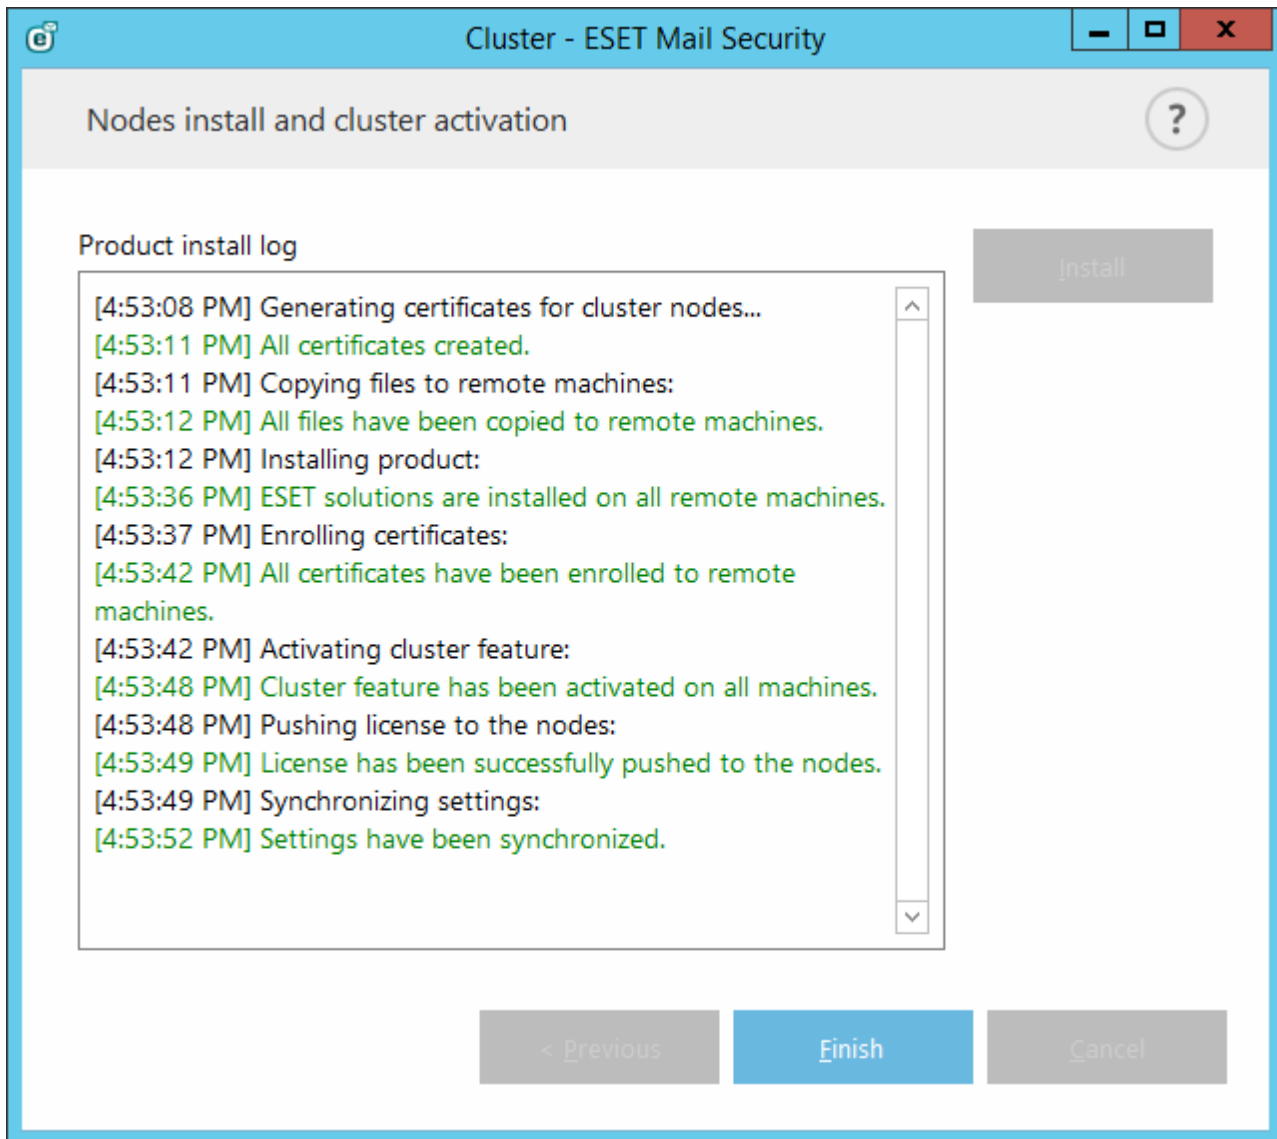 Cluster - ESET Mail Security
Nodes install and cluster activation
?
Product install log
Install
[4:53:08 PM] Generating certificates for cluster nodes...
[4:53:11 PM] All certificates created.
[4:53:11 PM] Copying files to remote machines:
[4:53:12 PM] All files have been copied to remote machines.
[4:53:12 PM] Installing product:
[4:53:36 PM] ESET solutions are installed on all remote machines.
[4:53:37 PM] Enrolling certificates:
[4:53:42 PM] All certificates have been enrolled to remote
machines.
[4:53:42 PM] Activating cluster feature:
[4:53:48 PM] Cluster feature has been activated on all machines.
[4:53:48 PM] Pushing license to the nodes:
[4:53:49 PM] License has been successfully pushed to the nodes.
[4:53:49 PM] Synchronizing settings:
[4:53:52 PM] Settings have been synchronized.
< Previous
Finish
Cancel